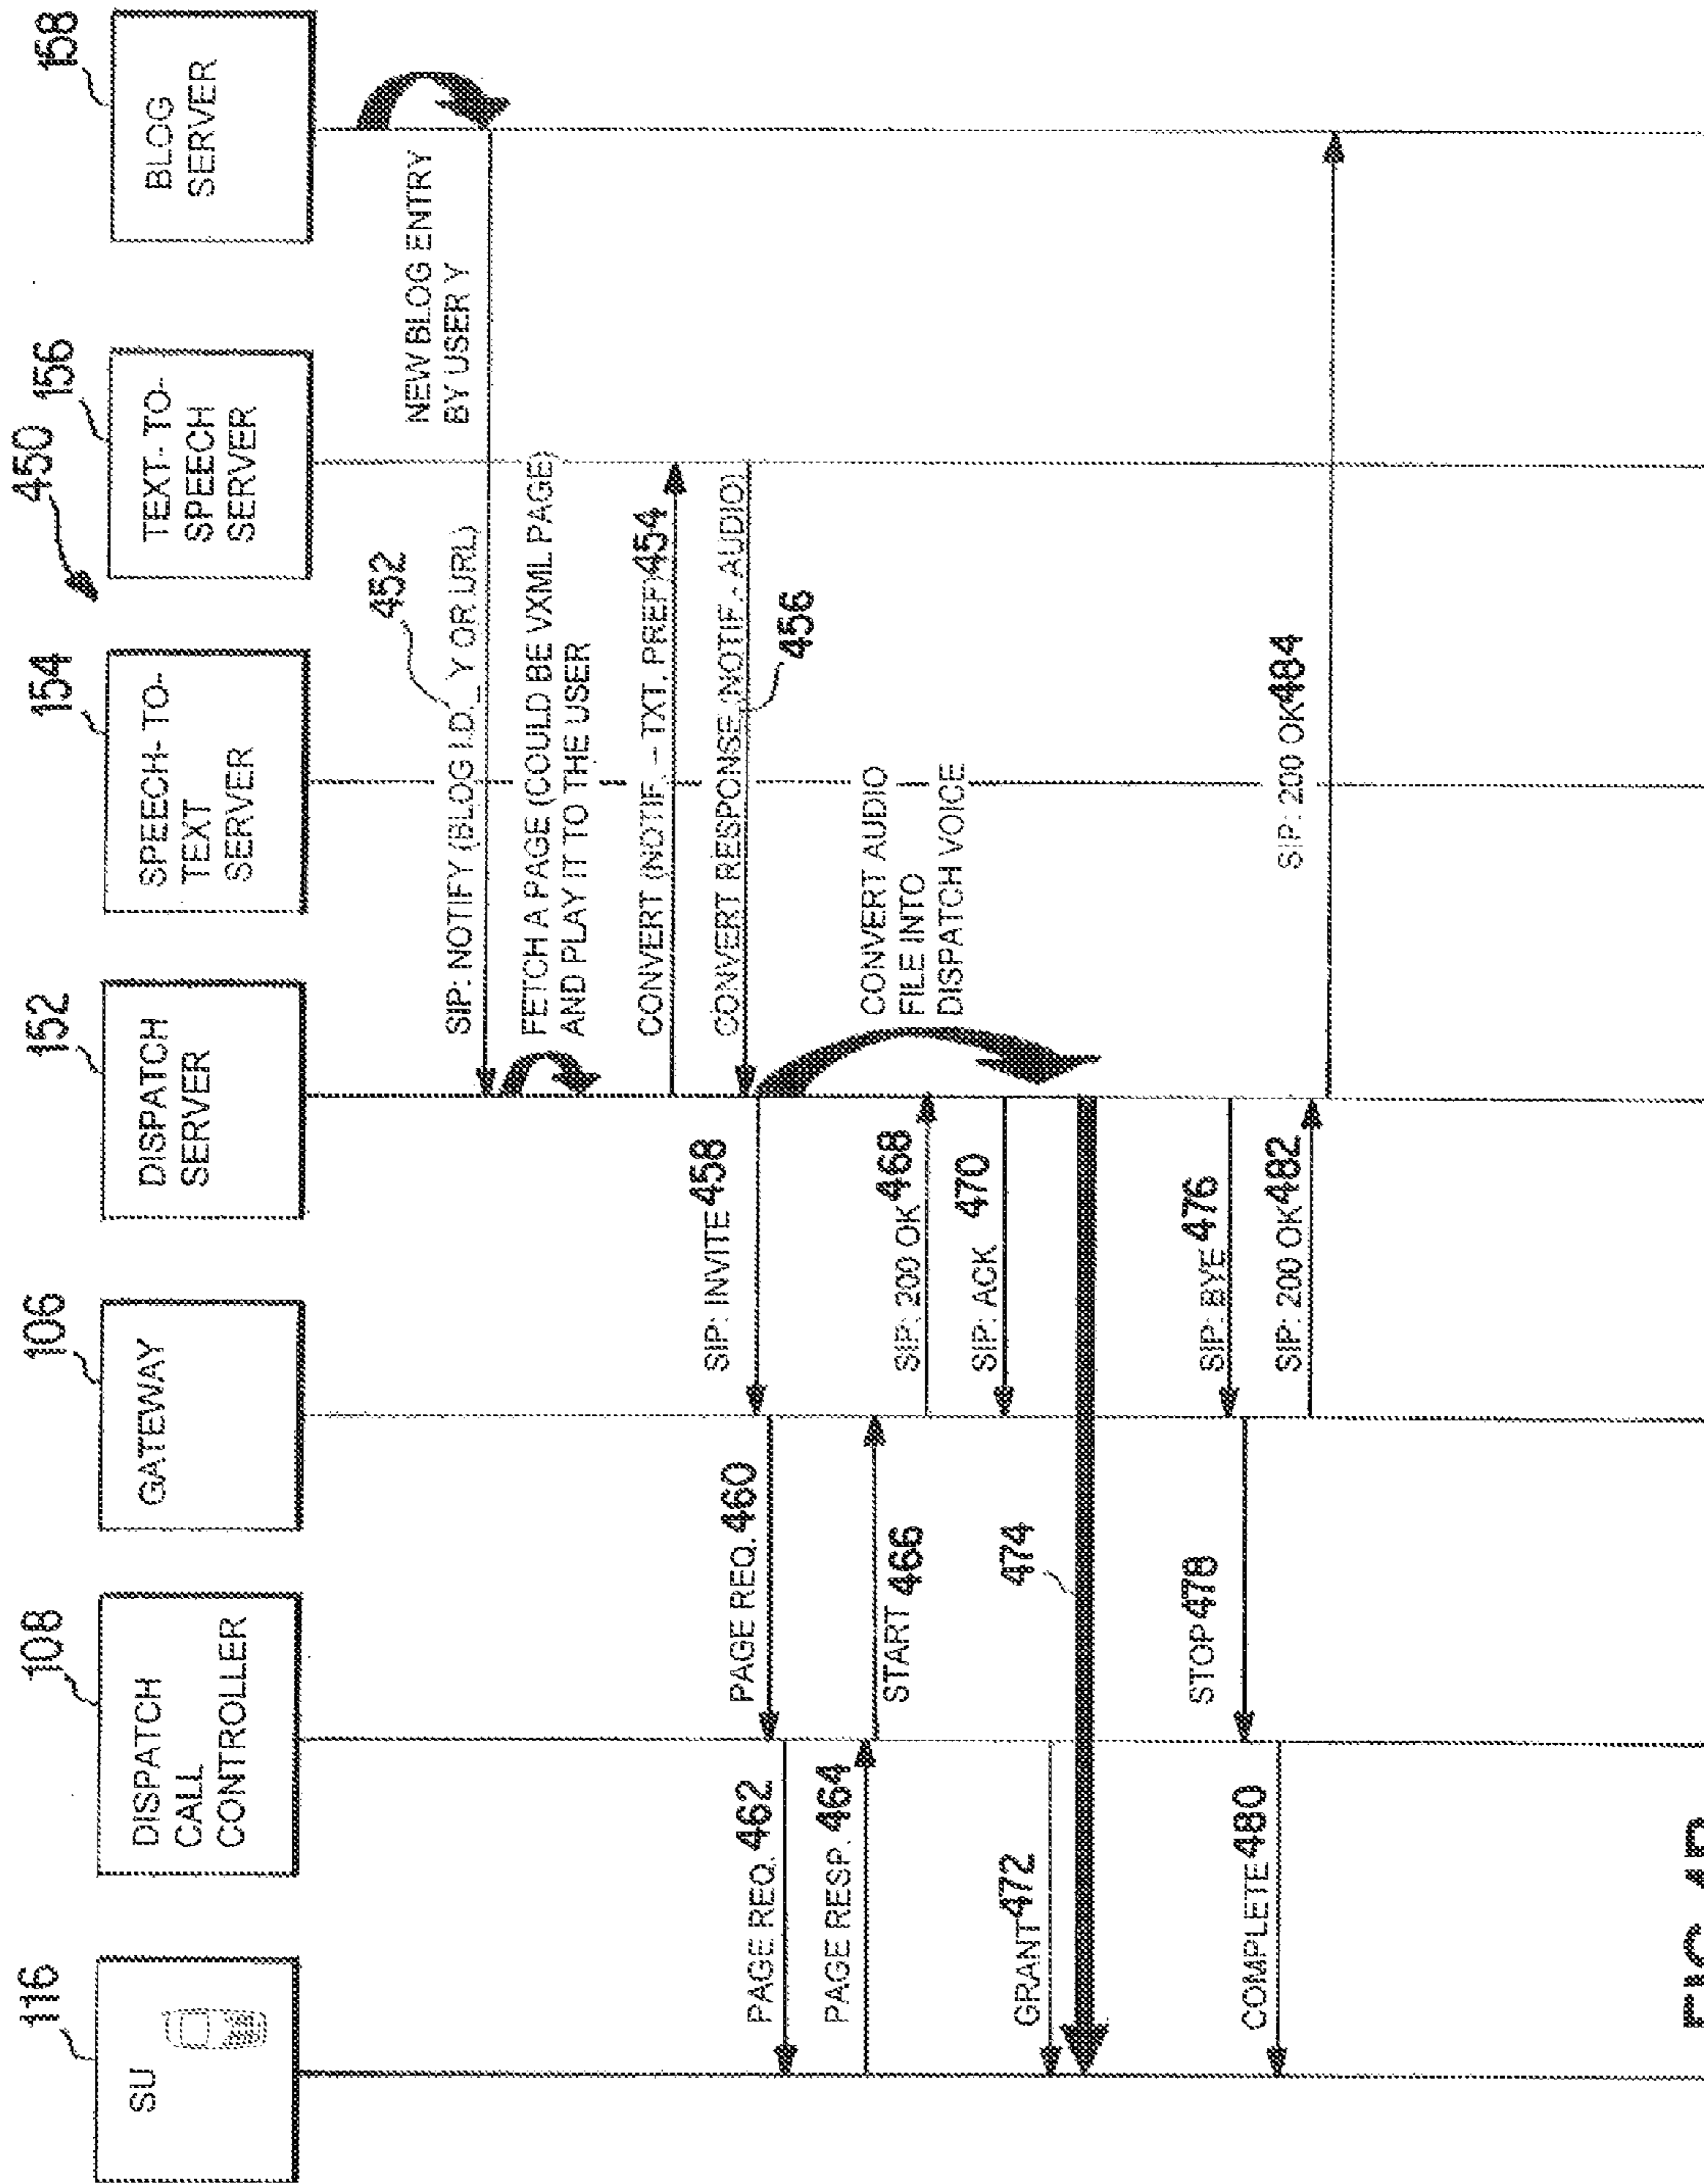 450
116
SU
108
DISPATCH
CALL
CONTROLLER
106
GATEWAY
152
DISPATCH
SERVER
154
SPEECH-TO-
TEXT
SERVER
156
TEXT-TO-
SPEECH
SERVER
158
BLOG
SERVER
NEW BLOG ENTRY
BY USER Y
452
SIP: NOTIFY (BLOG I.D._Y OR URL)
FETCH A PAGE (COULD BE VXML PAGE)
AND PLAY IT TO THE USER
CONVERT (NOTIF. - TXT, PREF) 454
CONVERT RESPONSE (NOTIF. - AUDIO)
456
SIP: INVITE 458
PAGE REQ. 460
PAGE REQ. 462
PAGE RESP. 464
START 466
CONVERT AUDIO
FILE INTO
DISPATCH VOICE
SIP: 200 OK 468
SIP: ACK 470
GRANT 472
474
SIP: BYE 476
STOP 478
COMPLETE 480
SIP: 200 OK 482
SIP: 200 OK 484